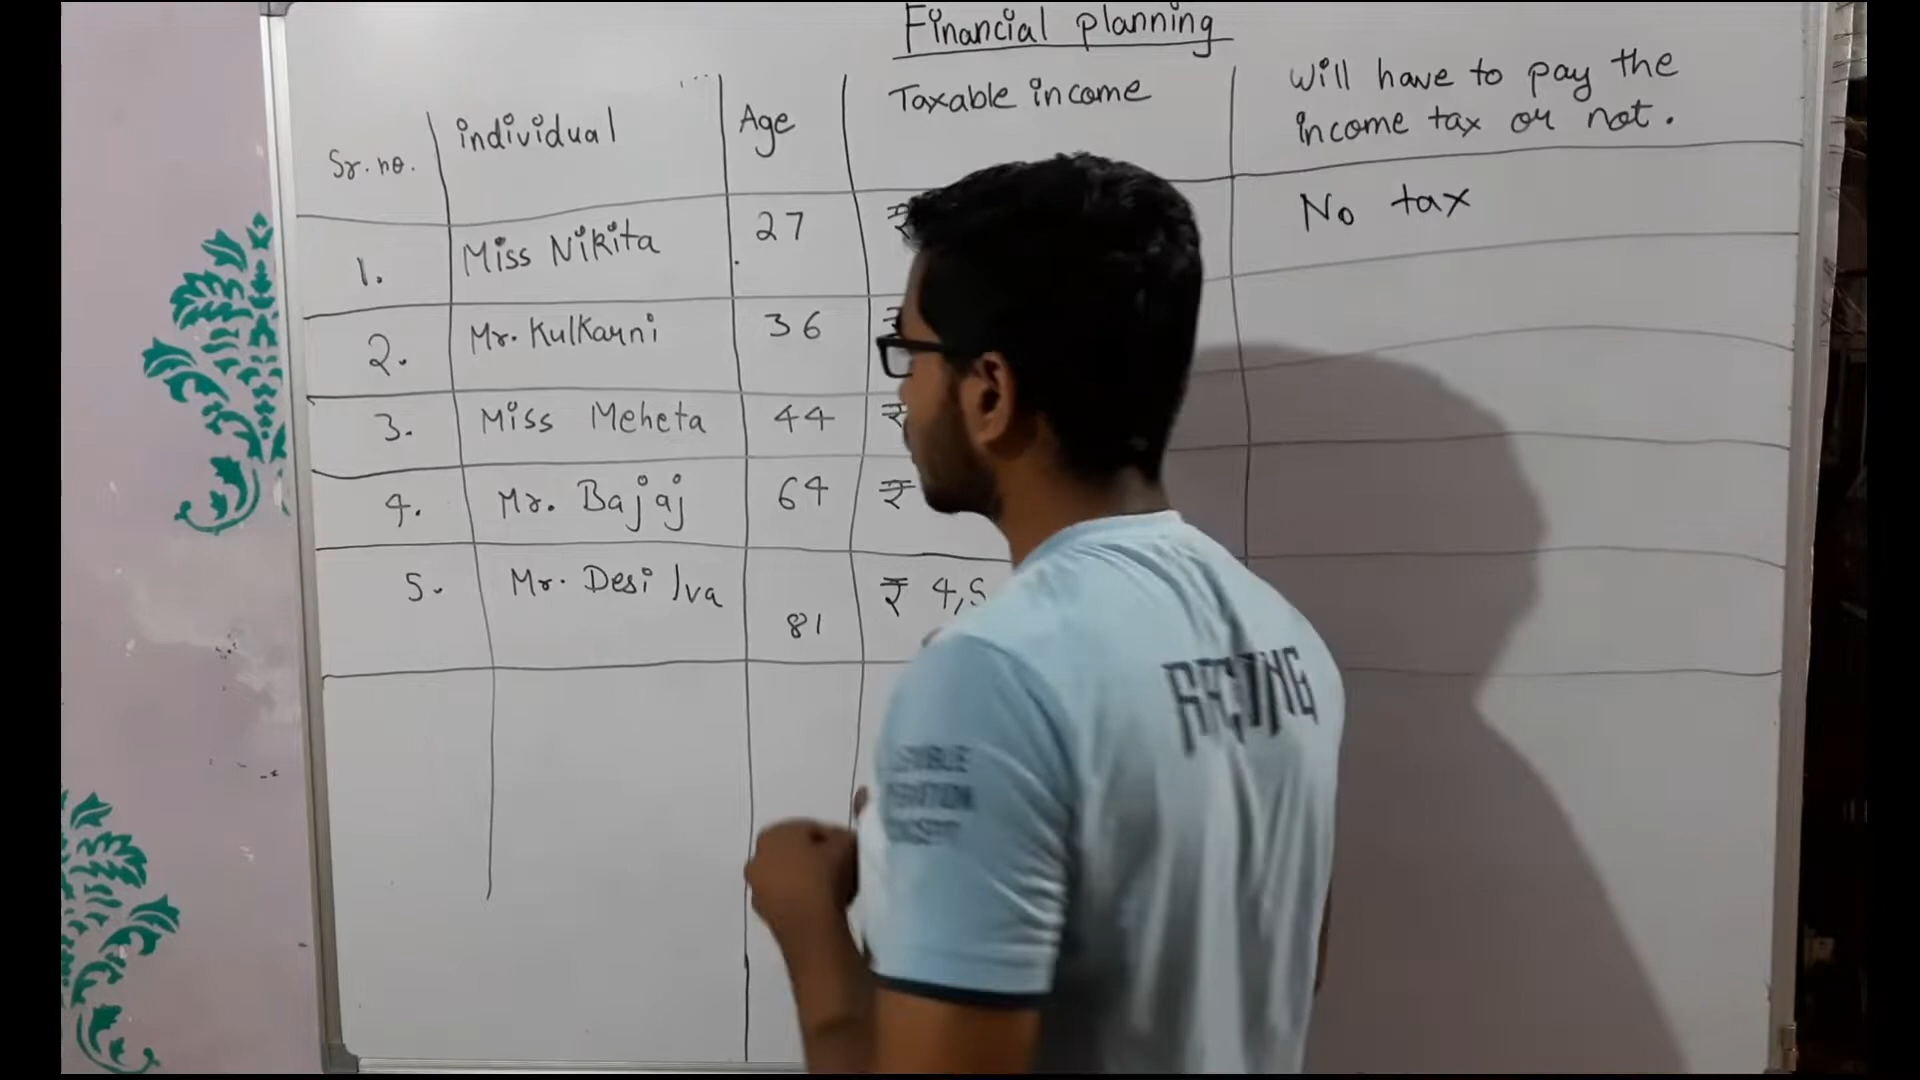 Financial planning
Sr. no. individual Age Taxable income Will have to pay the
income tax or not.
1. Miss Nikita 27 ₹ No tax
2. Mr. Kulkarni 36 ₹
3. Miss Meheta 44 ₹
4. Mr. Bajaj 64 ₹
5. Mr. Desilva 81 ₹ 4,5
RACING